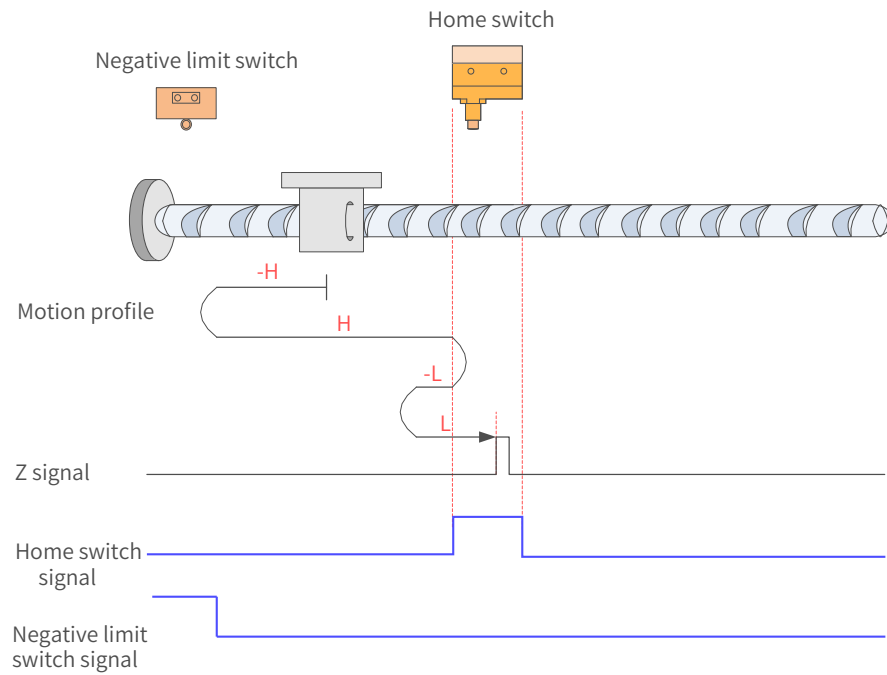 Home switch
Negative limit switch
-H
Motion profile
H
-L
L
Z signal
Home switch
signal
Negative limit
switch signal